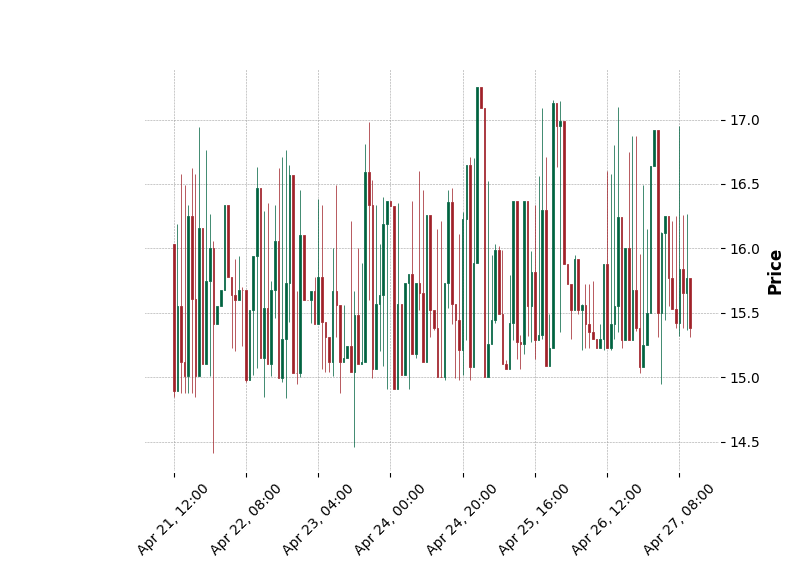 17.0
16.5
16.0
15.5
15.0
14.5
Price
Apr 21, 12:00
Apr 22, 08:00
Apr 23, 04:00
Apr 24, 00:00
Apr 24, 20:00
Apr 25, 16:00
Apr 26, 12:00
Apr 27, 08:00